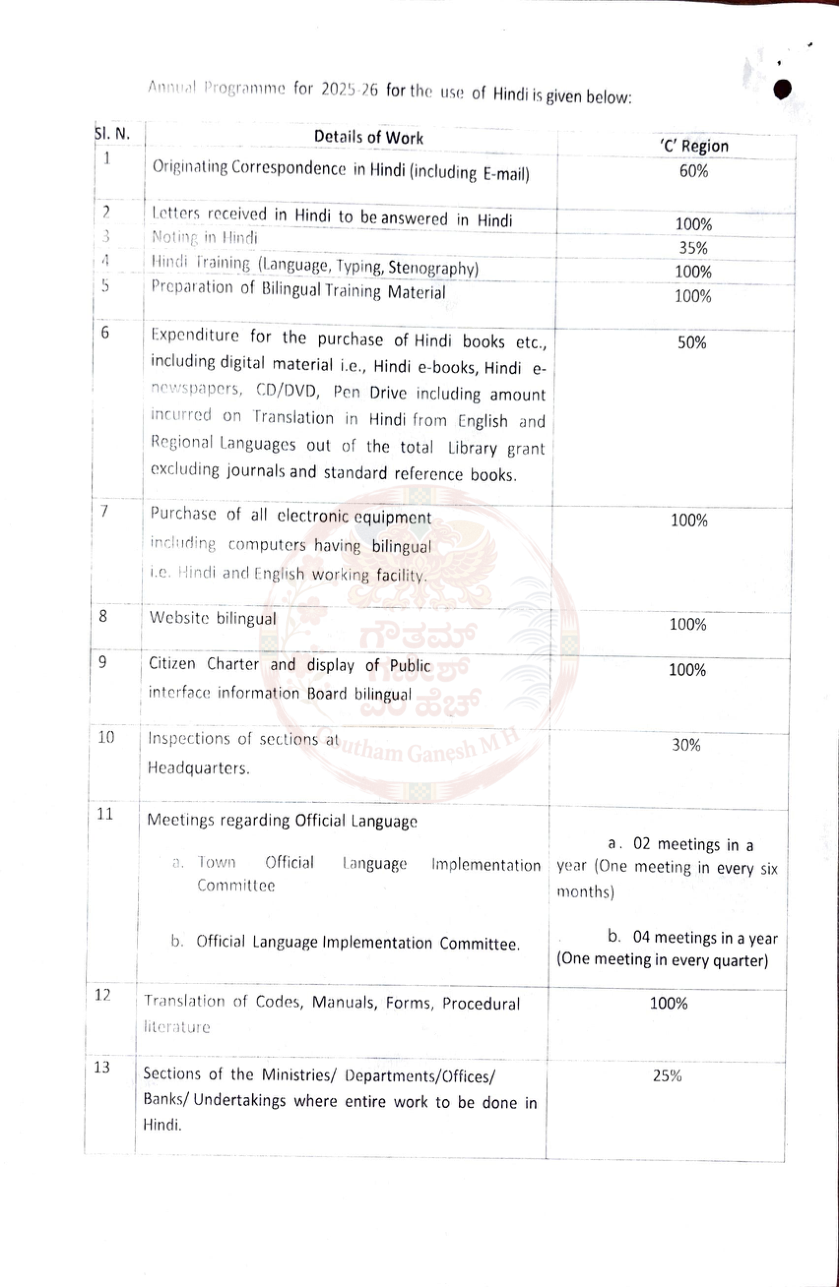 Annual Programme for 2025-26 for the use of Hindi is given below:
Sl. N. Details of Work 'C' Region
1 Originating Correspondence in Hindi (including E-mail) 60%
2 Letters received in Hindi to be answered in Hindi 100%
3 Noting in Hindi 35%
4 Hindi Training (Language, Typing, Stenography) 100%
5 Preparation of Bilingual Training Material 100%
6 Expenditure for the purchase of Hindi books etc., 50%
including digital material i.e., Hindi e-books, Hindi e-
newspapers, CD/DVD, Pen Drive including amount
incurred on Translation in Hindi from English and
Regional Languages out of the total Library grant
excluding journals and standard reference books.
7 Purchase of all electronic equipment 100%
including computers having bilingual
i.e. Hindi and English working facility.
8 Website bilingual 100%
9 Citizen Charter and display of Public 100%
interface information Board bilingual
10 Inspections of sections at 30%
Headquarters.
11 Meetings regarding Official Language
a. Town Official Language Implementation
Committee
a. 02 meetings in a
year (One meeting in every six
months)
b. Official Language Implementation Committee.
b. 04 meetings in a year
(One meeting in every quarter)
12 Translation of Codes, Manuals, Forms, Procedural 100%
literature
13 Sections of the Ministries/ Departments/Offices/ 25%
Banks/ Undertakings where entire work to be done in
Hindi.
ಗೌತಮ್
ಗಣೇಶ್
ಎಂ ಹೆಚ್
Goutham Ganesh M H